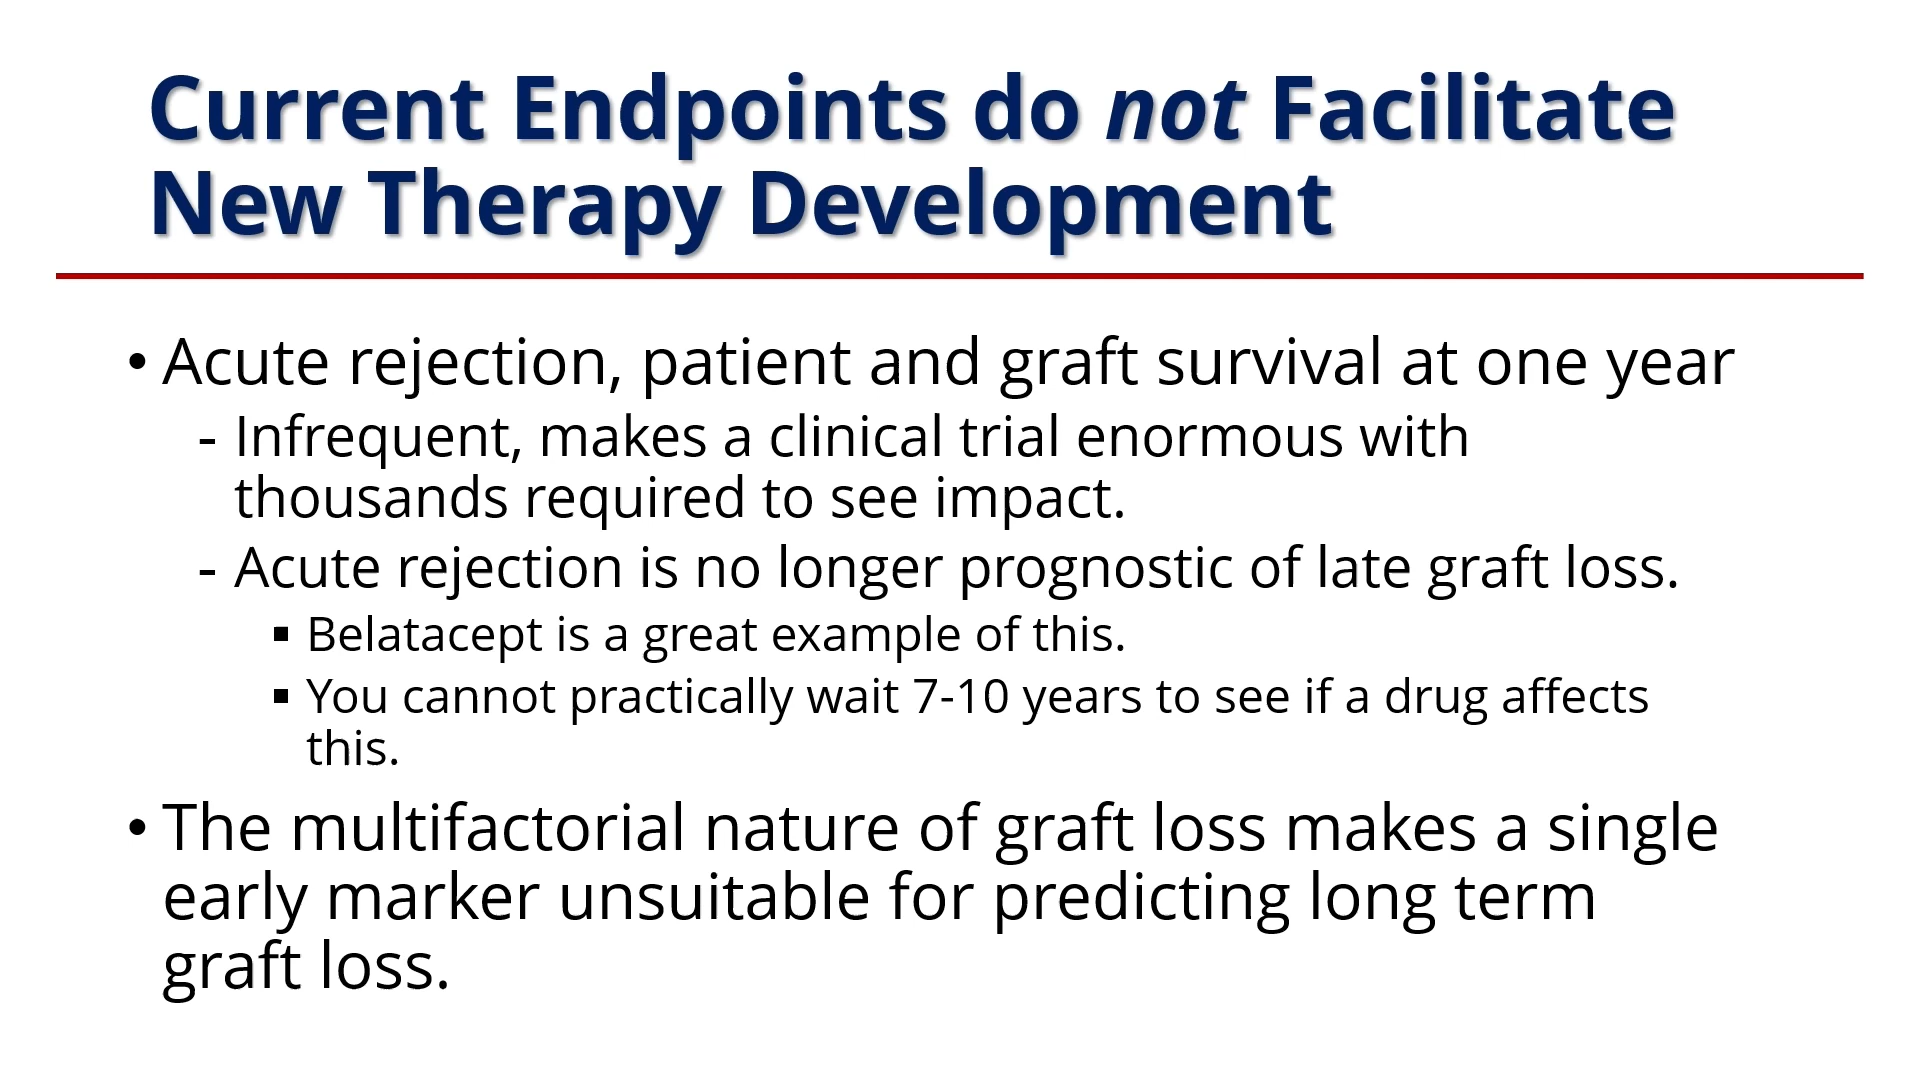 Current Endpoints do not Facilitate
New Therapy Development
• Acute rejection, patient and graft survival at one year
- Infrequent, makes a clinical trial enormous with
thousands required to see impact.
- Acute rejection is no longer prognostic of late graft loss.
▪ Belatacept is a great example of this.
▪ You cannot practically wait 7-10 years to see if a drug affects
this.
• The multifactorial nature of graft loss makes a single
early marker unsuitable for predicting long term
graft loss.